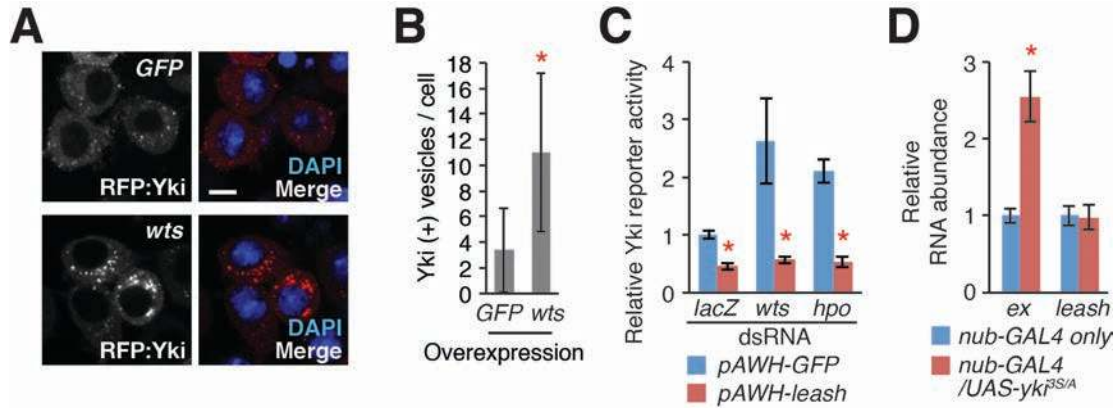 A
GFP
RFP:Yki
DAPI
Merge
wts
RFP:Yki
DAPI
Merge
B
Yki (+) vesicles / cell
18
16
14
12
10
8
6
4
2
0
*
GFP wts
Overexpression
C
Relative Yki reporter activity
4
3
2
1
0
* * *
lacZ wts hpo
dsRNA
pAWH-GFP
pAWH-leash
D
Relative
RNA abundance
3
2
1
0
*
ex leash
nub-GAL4 only
nub-GAL4
/UAS-yki3S/A